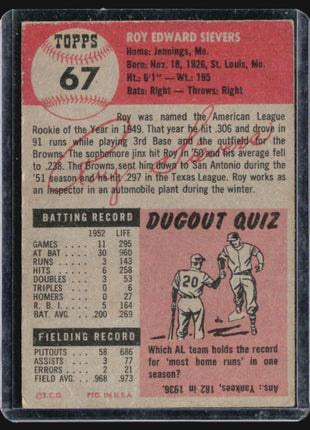 TOPPS
67
ROY EDWARD SIEVERS
Home: Jennings, Mo.
Born: Nov. 18, 1926, St. Louis, Mo.
Ht: 6'1" — Wt: 195
Bats: Right - Throws: Right
Roy was named the American League
Rookie of the Year in 1949. That year he hit .306 and drove in
91 runs while playing 3rd Base and the outfield for the
Browns. The sophomore jinx hit Roy in '50 and his average fell
to .238. The Browns sent him down to San Antonio during the
'51 season and he hit .297 in the Texas League. Roy works as
an Inspector in an automobile plant during the winter.
Roy Sievers
BATTING RECORD
1952 LIFE
GAMES 11 295
AT BAT 30 960
RUNS 3 143
HITS 6 258
DOUBLES 3 53
TRIPLES 0 6
HOMERS 0 27
R.B.I. 5 164
BAT. AVG. .200 .269
FIELDING RECORD
PUTOUTS 58 686
ASSISTS 3 77
ERRORS 2 21
FIELD AVG. .968 .973
©T.C.G. PTD. IN U.S.A.
DUGOUT QUIZ
20
Which AL team holds the record
for 'most home runs' in one
season?
Ans.: Yankees, 182 in 1936.